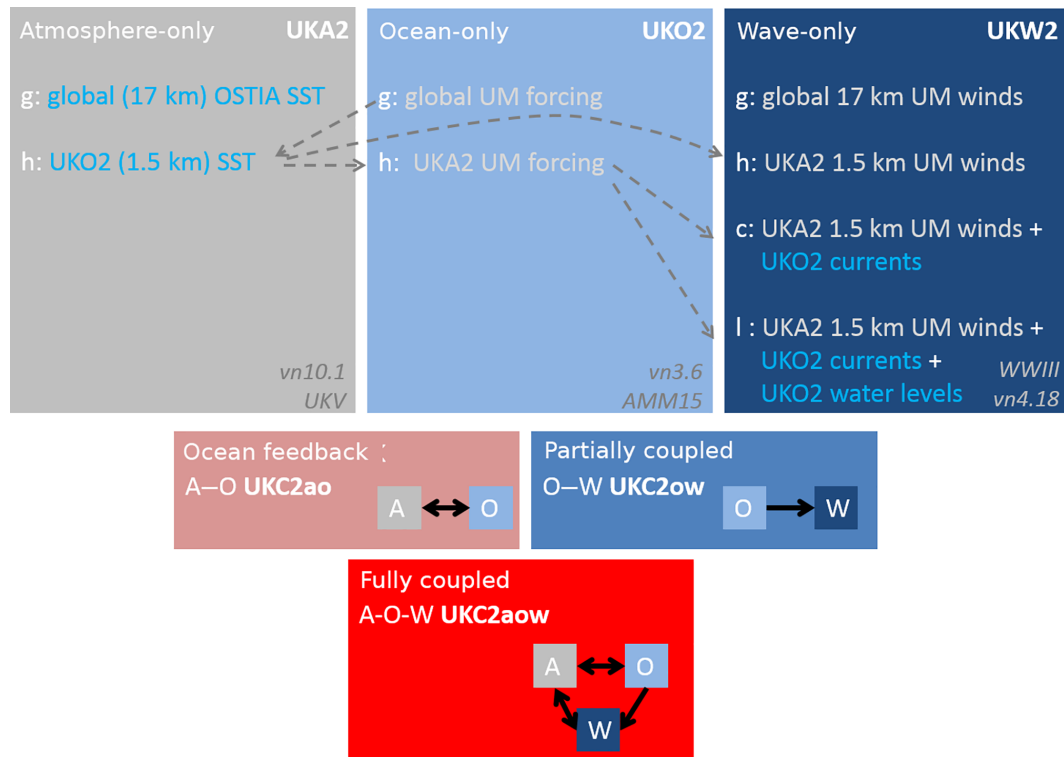 Atmosphere-only UKA2
g: global (17 km) OSTIA SST
h: UKO2 (1.5 km) SST
vn10.1
UKV
Ocean-only UKO2
g: global UM forcing
h: UKA2 UM forcing
vn3.6
AMM15
Wave-only UKW2
g: global 17 km UM winds
h: UKA2 1.5 km UM winds
c: UKA2 1.5 km UM winds +
UKO2 currents
l : UKA2 1.5 km UM winds +
UKO2 currents +
UKO2 water levels
WWIII
vn4.18
Ocean feedback :
A—O UKC2ao
A O
Partially coupled
O—W UKC2ow
O W
Fully coupled
A-O-W UKC2aow
A O
W